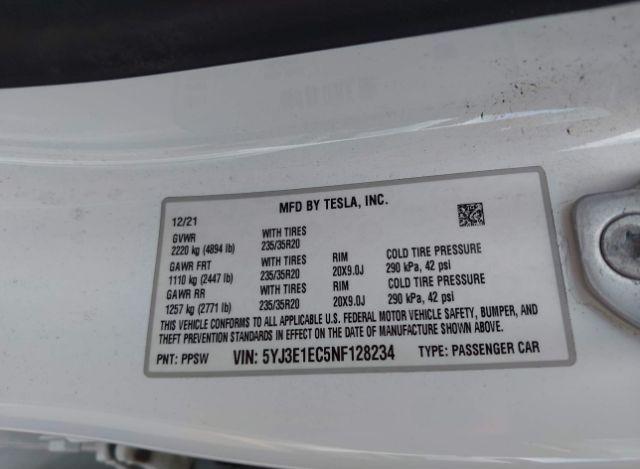 MFD BY TESLA, INC.
12/21
GVWR WITH TIRES
2220 kg (4894 lb) 235/35R20
GAWR FRT WITH TIRES RIM COLD TIRE PRESSURE
1110 kg (2447 lb) 235/35R20 20X9.0J 290 kPa, 42 psi
GAWR RR WITH TIRES RIM COLD TIRE PRESSURE
1257 kg (2771 lb) 235/35R20 20X9.0J 290 kPa, 42 psi
THIS VEHICLE CONFORMS TO ALL APPLICABLE U.S. FEDERAL MOTOR VEHICLE SAFETY, BUMPER, AND
THEFT PREVENTION STANDARDS IN EFFECT ON THE DATE OF MANUFACTURE SHOWN ABOVE.
PNT: PPSW VIN: 5YJ3E1EC5NF128234 TYPE: PASSENGER CAR